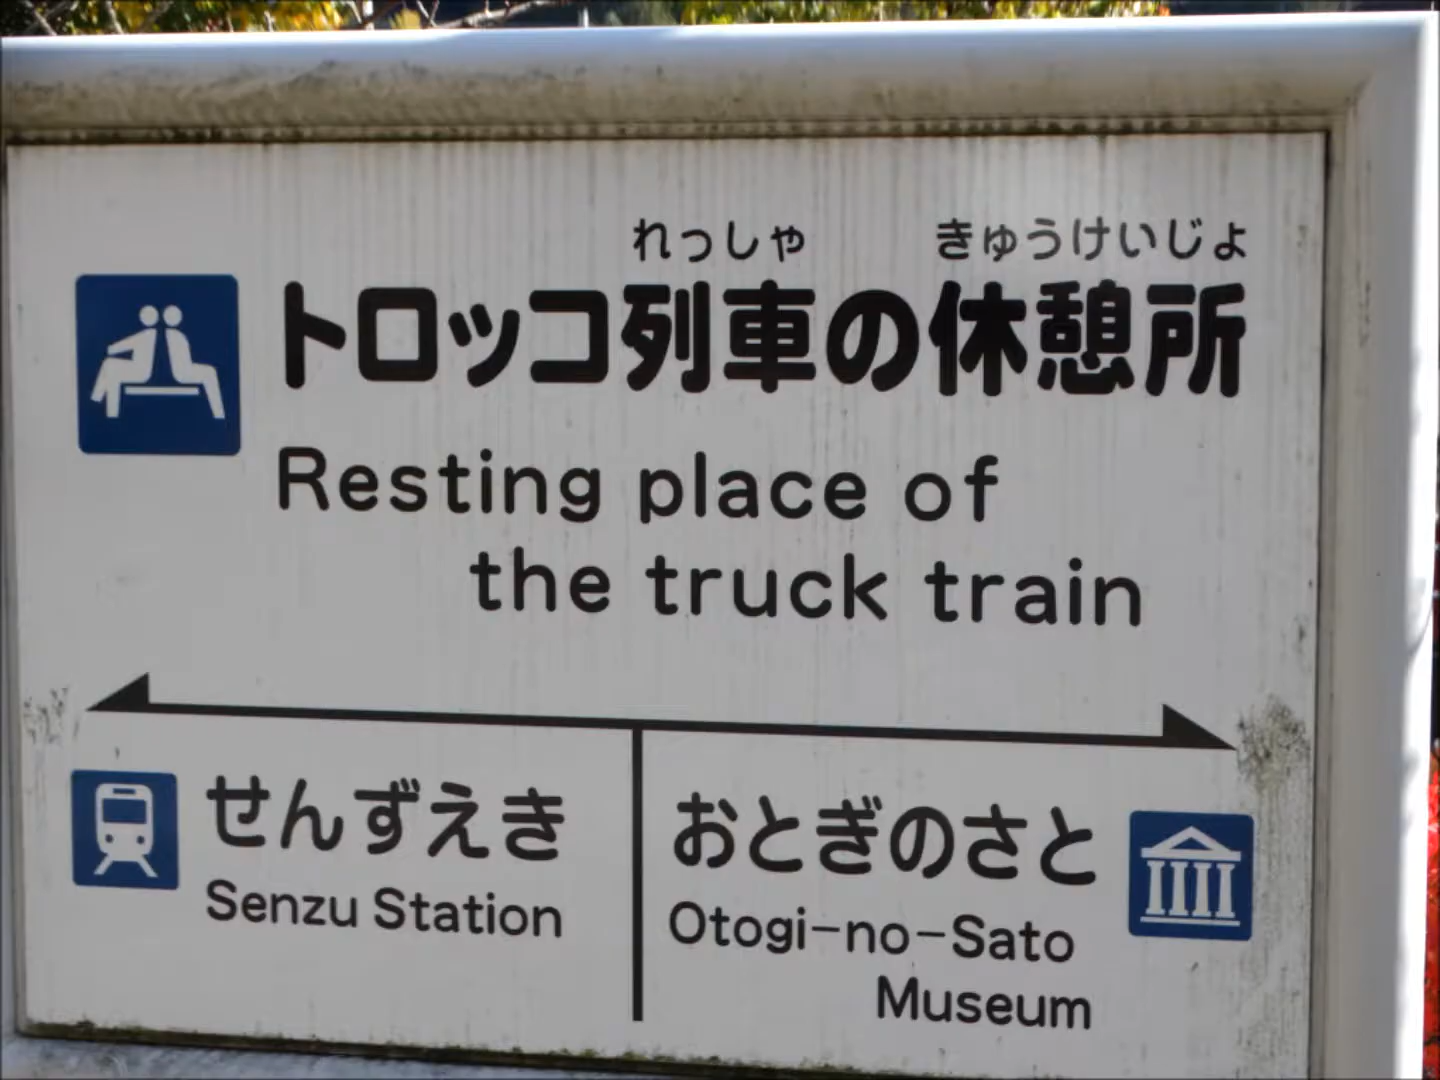 れっしゃ きゅうけいじょ
トロッコ列車の休憩所
Resting place of
the truck train
せんずえき
Senzu Station
おとぎのさと
Otogi-no-Sato
Museum